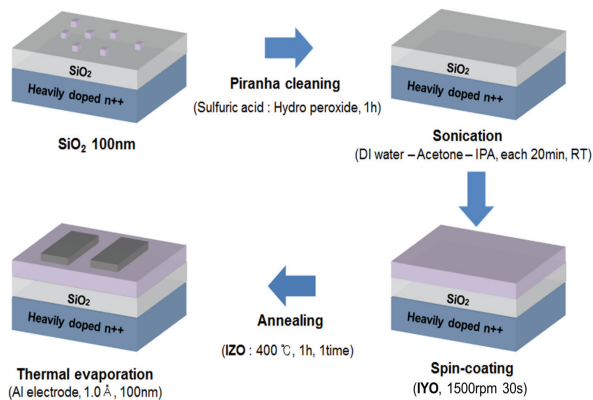 SiO2
Heavily doped n++
SiO2 100nm
Piranha cleaning
(Sulfuric acid : Hydro peroxide, 1h)
SiO2
Heavily doped n++
Sonication
(DI water – Acetone – IPA, each 20min, RT)
SiO2
Heavily doped n++
Spin-coating
(IYO, 1500rpm 30s)
Annealing
(IZO : 400 ℃, 1h, 1time)
SiO2
Heavily doped n++
Thermal evaporation
(Al electrode, 1.0Å, 100nm)